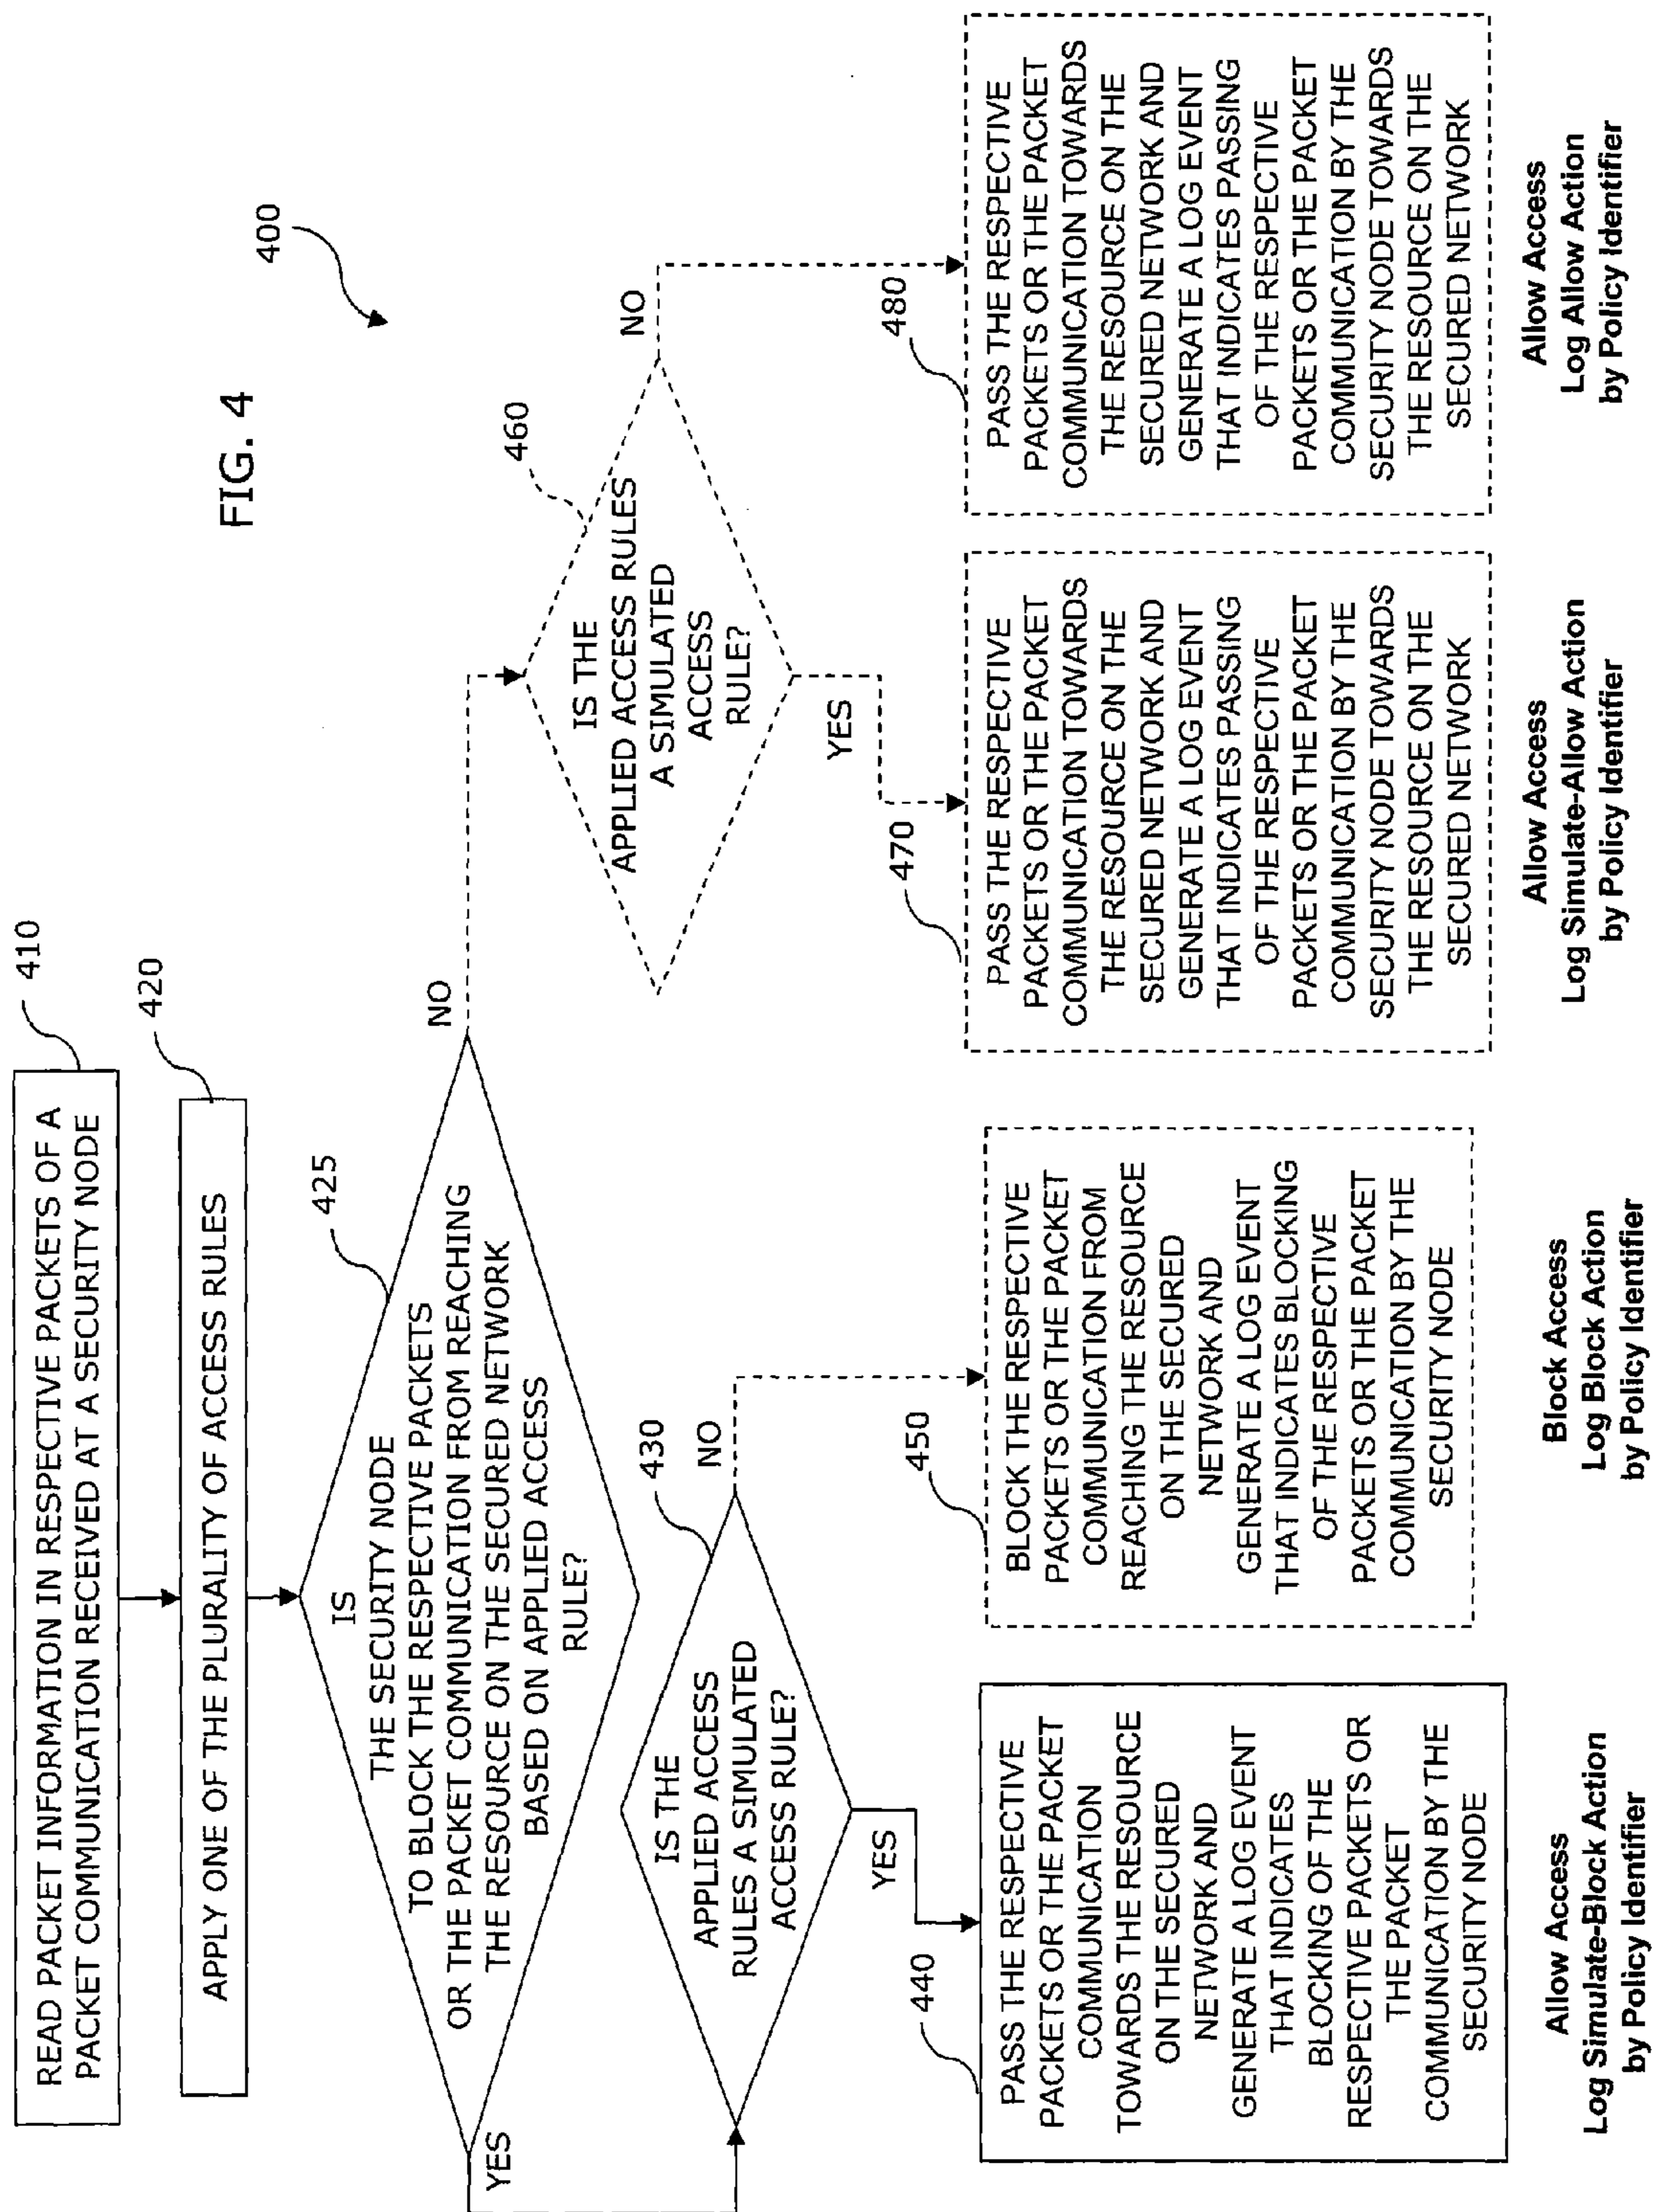 FIG. 4
400
410
READ PACKET INFORMATION IN RESPECTIVE PACKETS OF A
PACKET COMMUNICATION RECEIVED AT A SECURITY NODE
420
APPLY ONE OF THE PLURALITY OF ACCESS RULES
425
IS
THE SECURITY NODE
TO BLOCK THE RESPECTIVE PACKETS
OR THE PACKET COMMUNICATION FROM REACHING
THE RESOURCE ON THE SECURED NETWORK
BASED ON APPLIED ACCESS
RULE?
YES
NO
430
IS THE
APPLIED ACCESS
RULES A SIMULATED
ACCESS RULE?
YES
NO
460
IS THE
APPLIED ACCESS RULES
A SIMULATED
ACCESS
RULE?
YES
NO
440
PASS THE RESPECTIVE
PACKETS OR THE PACKET
COMMUNICATION
TOWARDS THE RESOURCE
ON THE SECURED
NETWORK AND
GENERATE A LOG EVENT
THAT INDICATES
BLOCKING OF THE
RESPECTIVE PACKETS OR
THE PACKET
COMMUNICATION BY THE
SECURITY NODE
Allow Access
Log Simulate-Block Action
by Policy Identifier
450
BLOCK THE RESPECTIVE
PACKETS OR THE PACKET
COMMUNICATION FROM
REACHING THE RESOURCE
ON THE SECURED
NETWORK AND
GENERATE A LOG EVENT
THAT INDICATES BLOCKING
OF THE RESPECTIVE
PACKETS OR THE PACKET
COMMUNICATION BY THE
SECURITY NODE
Block Access
Log Block Action
by Policy Identifier
470
PASS THE RESPECTIVE
PACKETS OR THE PACKET
COMMUNICATION TOWARDS
THE RESOURCE ON THE
SECURED NETWORK AND
GENERATE A LOG EVENT
THAT INDICATES PASSING
OF THE RESPECTIVE
PACKETS OR THE PACKET
COMMUNICATION BY THE
SECURITY NODE TOWARDS
THE RESOURCE ON THE
SECURED NETWORK
Allow Access
Log Simulate-Allow Action
by Policy Identifier
480
PASS THE RESPECTIVE
PACKETS OR THE PACKET
COMMUNICATION TOWARDS
THE RESOURCE ON THE
SECURED NETWORK AND
GENERATE A LOG EVENT
THAT INDICATES PASSING
OF THE RESPECTIVE
PACKETS OR THE PACKET
COMMUNICATION BY THE
SECURITY NODE TOWARDS
THE RESOURCE ON THE
SECURED NETWORK
Allow Access
Log Allow Action
by Policy Identifier